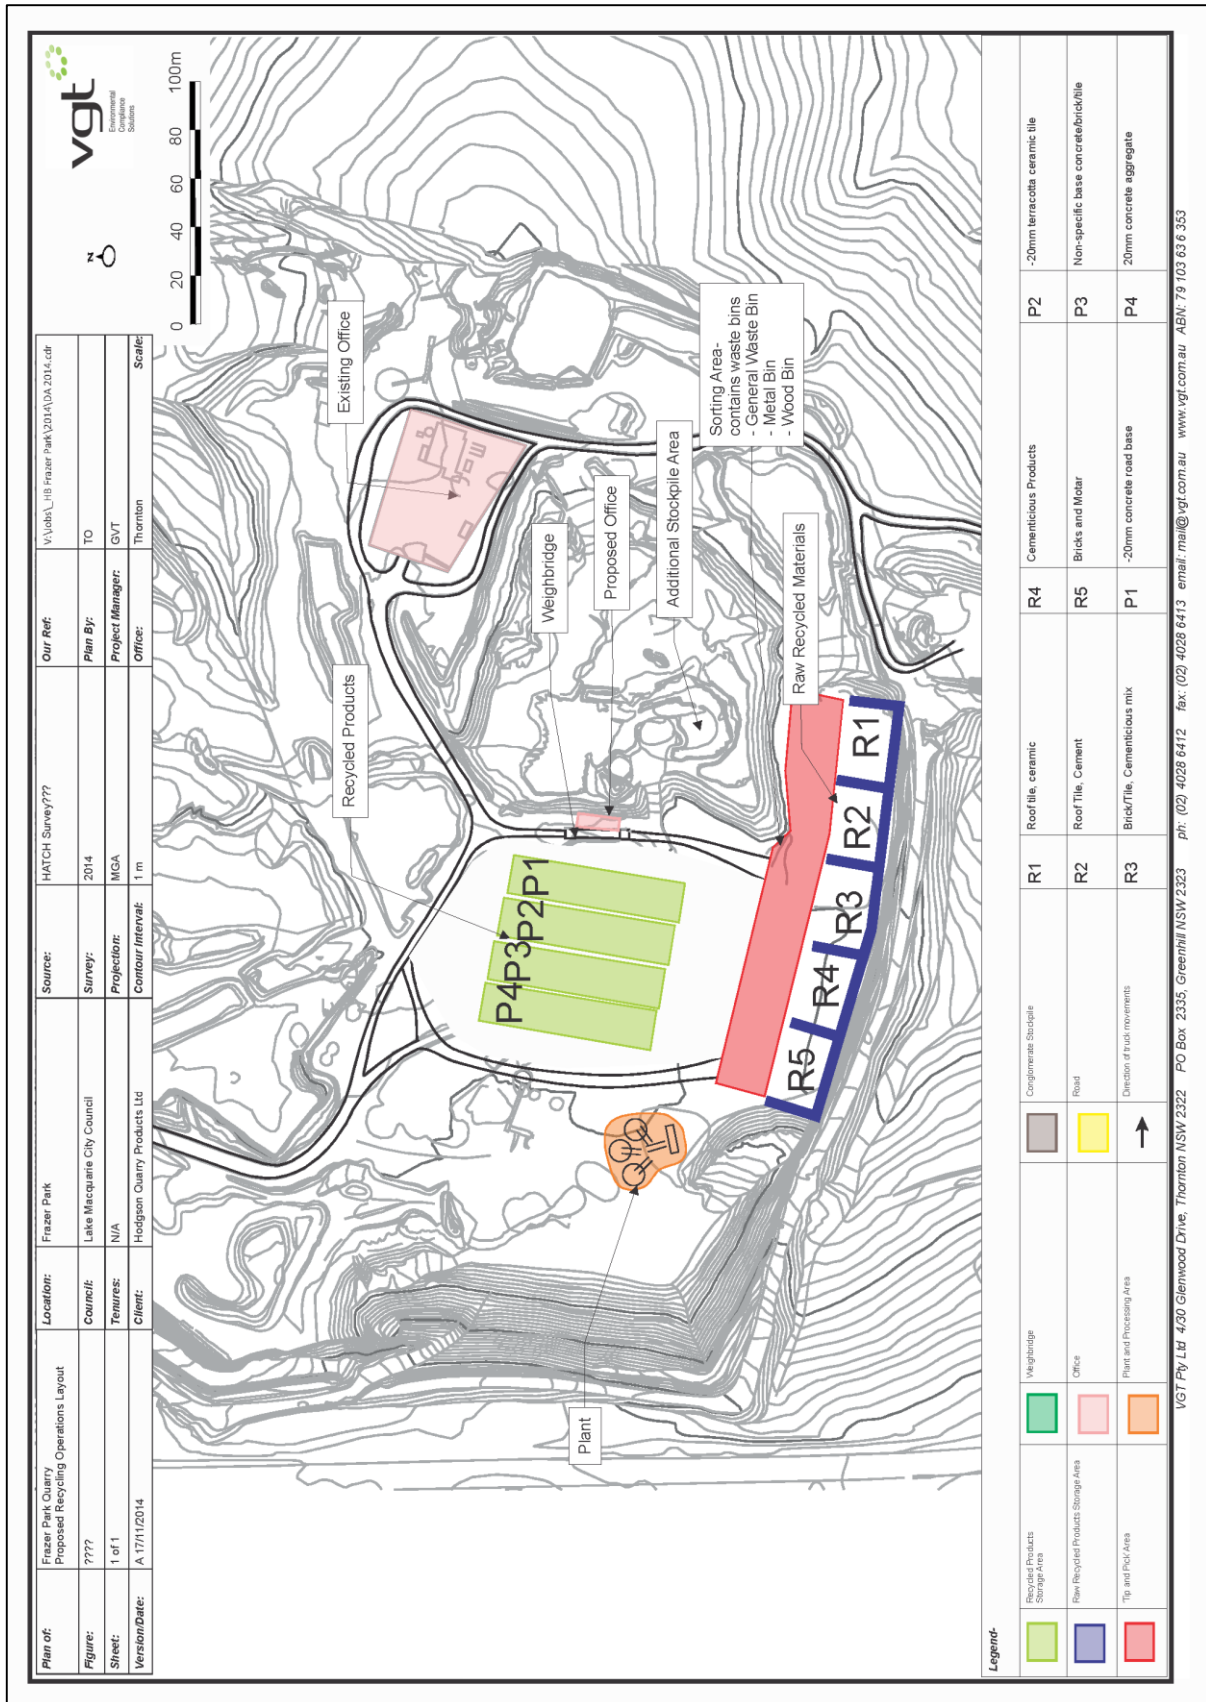 Plan of:
Frazer Park Quarry
Proposed Recycling Operations Layout
Location:
Frazer Park
Source:
HATCH Survey???
Our Ref:
V:\Jobs\_HB Frazer Park\2014\DA 2014.cdr
Figure:
????
Council:
Lake Macquarie City Council
Survey:
2014
Plan By:
TO
Sheet:
1 of 1
Tenures:
N/A
Projection:
MGA
Project Manager:
GVT
Version/Date:
A 17/11/2014
Client:
Hodgson Quarry Products Ltd
Contour Interval:
1 m
Office:
Thornton
Scale:
vgt
Environmental
Compliance
Solutions
N
0 20 40 60 80 100m
Existing Office
Recycled Products
Weighbridge
Proposed Office
Additional Stockpile Area
Sorting Area-
contains waste bins
- General Waste Bin
- Metal Bin
- Wood Bin
Raw Recycled Materials
Plant
P4P3P2P1
R5 R4 R3 R2 R1
Legend-
Recycled Products
Storage Area
Weighbridge
Conglomerate Stockpile
R1
Roof tile, ceramic
R4
Cementicious Products
P2
-20mm terracotta ceramic tile
Raw Recycled Products Storage Area
Office
Road
R2
Roof Tile, Cement
R5
Bricks and Motar
P3
Non-specific base concrete/brick/tile
'Tip and Pick' Area
Plant and Processing Area
Direction of truck movements
R3
Brick/Tile, Cementicious mix
P1
-20mm concrete road base
P4
20mm concrete aggregate
VGT Pty Ltd 4/30 Glenwood Drive, Thornton NSW 2322 PO Box 2335, Greenhill NSW 2323 ph: (02) 4028 6412 fax: (02) 4028 6413 email: mail@vgt.com.au www.vgt.com.au ABN: 79 103 636 353